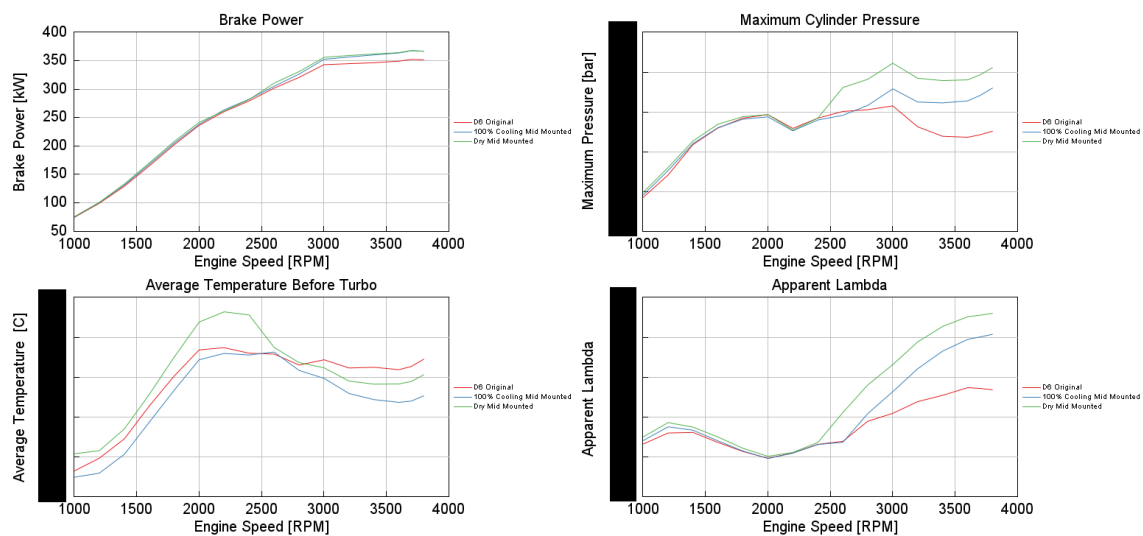 Brake Power
400
350
300
250
200
150
100
50
Brake Power [kW]
1000 1500 2000 2500 3000 3500 4000
Engine Speed [RPM]
D6 Original
100% Cooling Mid Mounted
Dry Mid Mounted
Maximum Cylinder Pressure
Maximum Pressure [bar]
1000 1500 2000 2500 3000 3500 4000
Engine Speed [RPM]
D6 Original
100% Cooling Mid Mounted
Dry Mid Mounted
Average Temperature Before Turbo
Average Temperature [C]
1000 1500 2000 2500 3000 3500 4000
Engine Speed [RPM]
D6 Original
100% Cooling Mid Mounted
Dry Mid Mounted
Apparent Lambda
Apparent Lambda
1000 1500 2000 2500 3000 3500 4000
Engine Speed [RPM]
D6 Original
100% Cooling Mid Mounted
Dry Mid Mounted